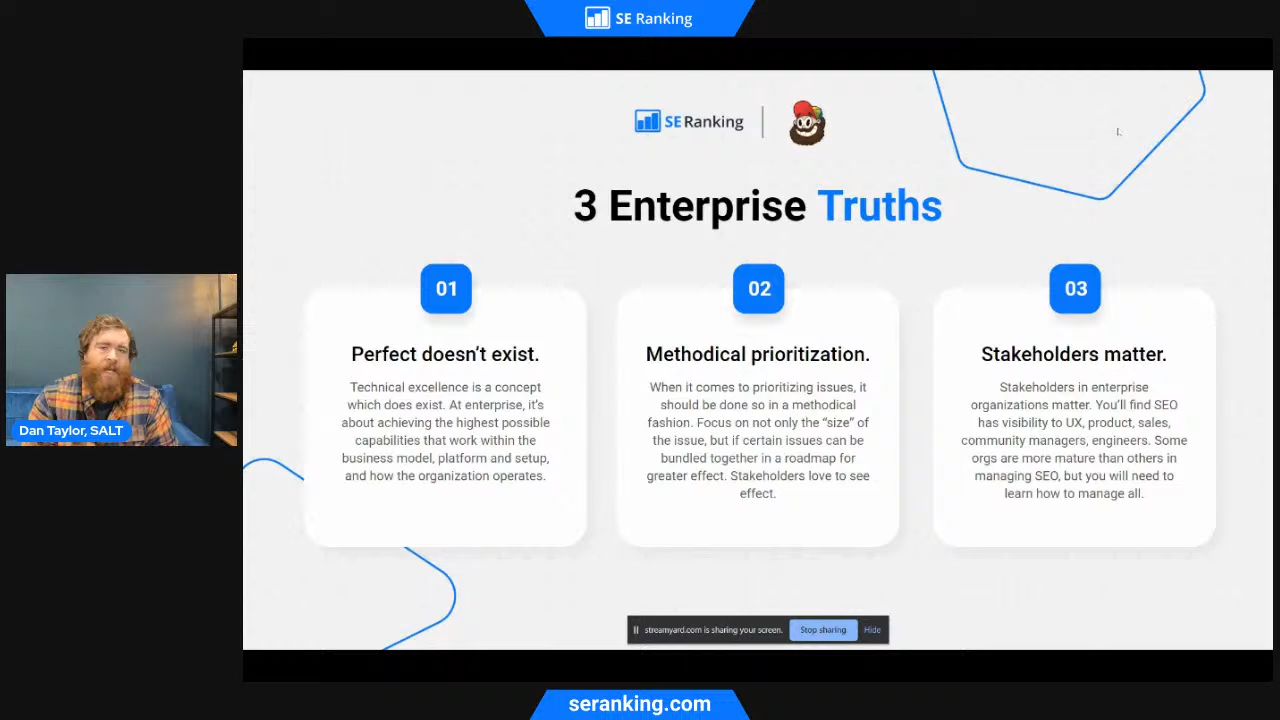 SE Ranking
SE Ranking
3 Enterprise Truths
01
Perfect doesn’t exist.
Technical excellence is a concept
which does exist. At enterprise, it’s
about achieving the highest possible
capabilities that work within the
business model, platform and setup,
and how the organization operates.
02
Methodical prioritization.
When it comes to prioritizing issues, it
should be done so in a methodical
fashion. Focus on not only the “size” of
the issue, but if certain issues can be
bundled together in a roadmap for
greater effect. Stakeholders love to see
effect.
03
Stakeholders matter.
Stakeholders in enterprise
organizations matter. You’ll find SEO
has visibility to UX, product, sales,
community managers, engineers. Some
orgs are more mature than others in
managing SEO, but you will need to
learn how to manage all.
Dan Taylor, SALT
streamyard.com is sharing your screen.
Stop sharing
Hide
seranking.com